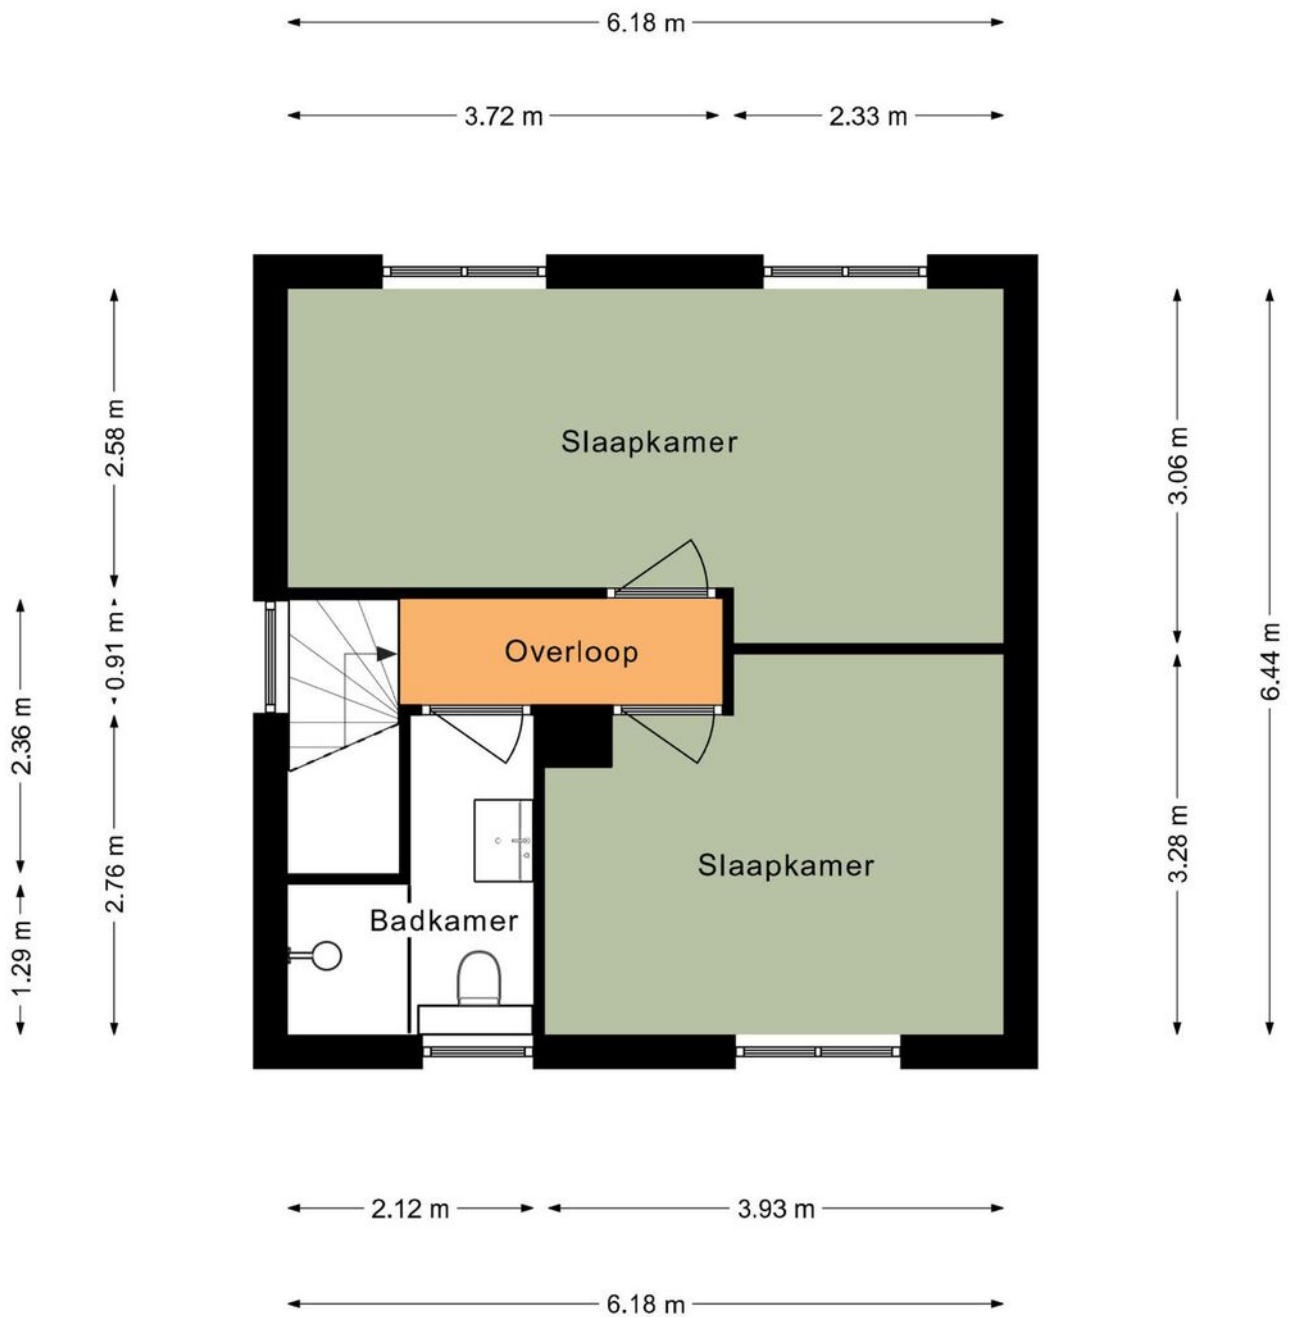 6.18 m
3.72 m
2.33 m
2.58 m
3.06 m
Slaapkamer
0.91 m
Overloop
6.44 m
2.36 m
2.76 m
3.28 m
Slaapkamer
Badkamer
1.29 m
2.12 m
3.93 m
6.18 m